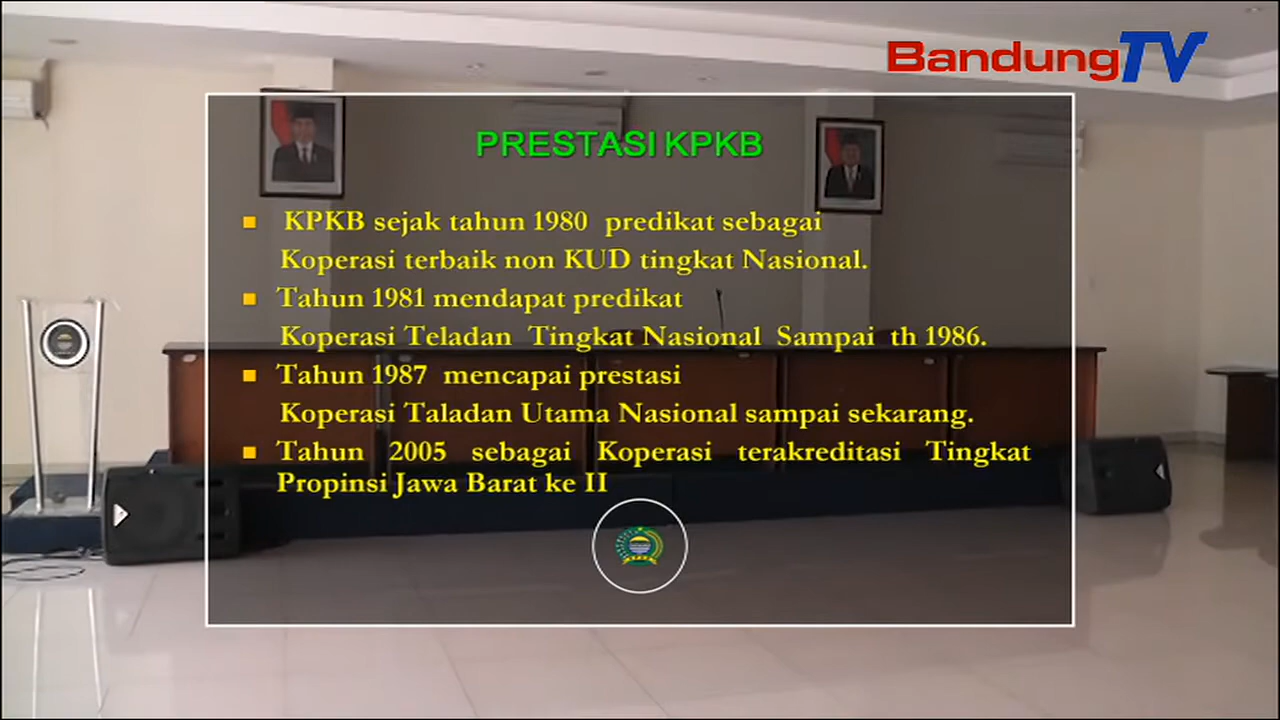 BandungTV
PRESTASI KPKB
KPKB sejak tahun 1980 predikat sebagai
Koperasi terbaik non KUD tingkat Nasional.
Tahun 1981 mendapat predikat
Koperasi Teladan Tingkat Nasional Sampai th 1986.
Tahun 1987 mencapai prestasi
Koperasi Taladan Utama Nasional sampai sekarang.
Tahun 2005 sebagai Koperasi terakreditasi Tingkat
Propinsi Jawa Barat ke II